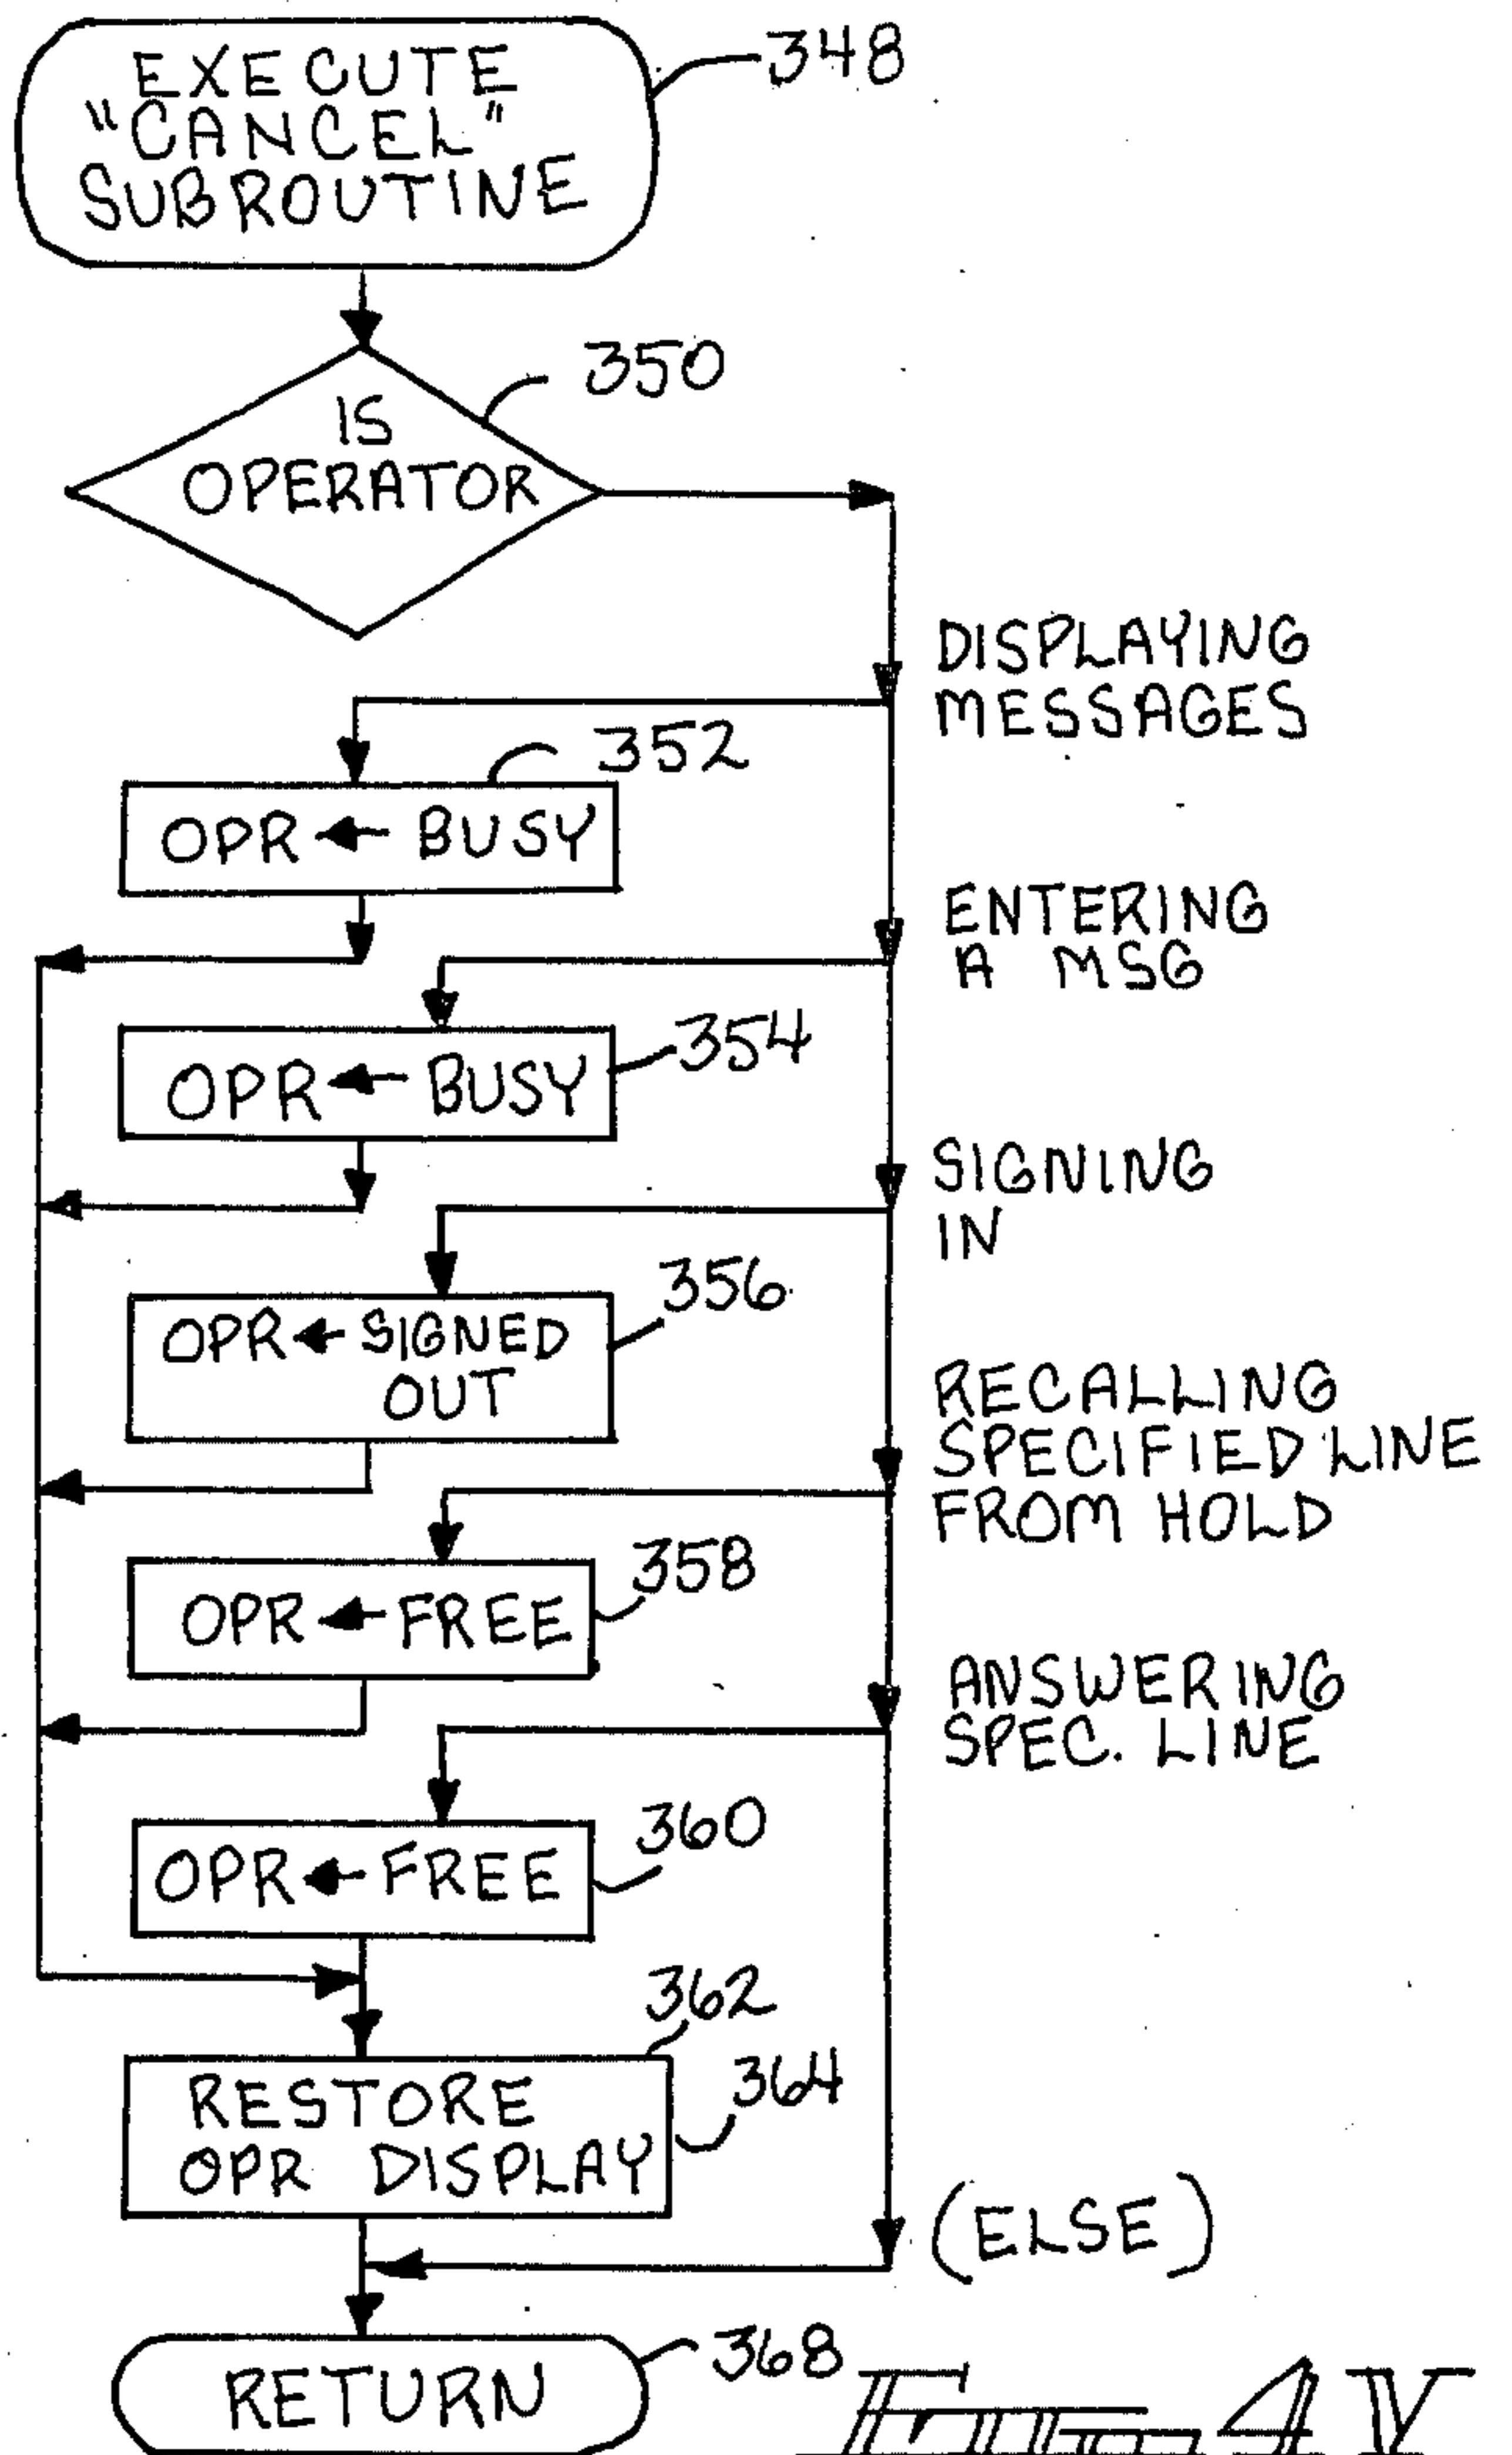 EXECUTE
"CANCEL"
SUBROUTINE
348
350
IS
OPERATOR
DISPLAYING
MESSAGES
352
OPR ← BUSY
ENTERING
A MSG
354
OPR ← BUSY
SIGNING
IN
356
OPR ← SIGNED
OUT
RECALLING
SPECIFIED LINE
FROM HOLD
358
OPR ← FREE
ANSWERING
SPEC. LINE
360
OPR ← FREE
362
364
RESTORE
OPR DISPLAY
(ELSE)
368
RETURN